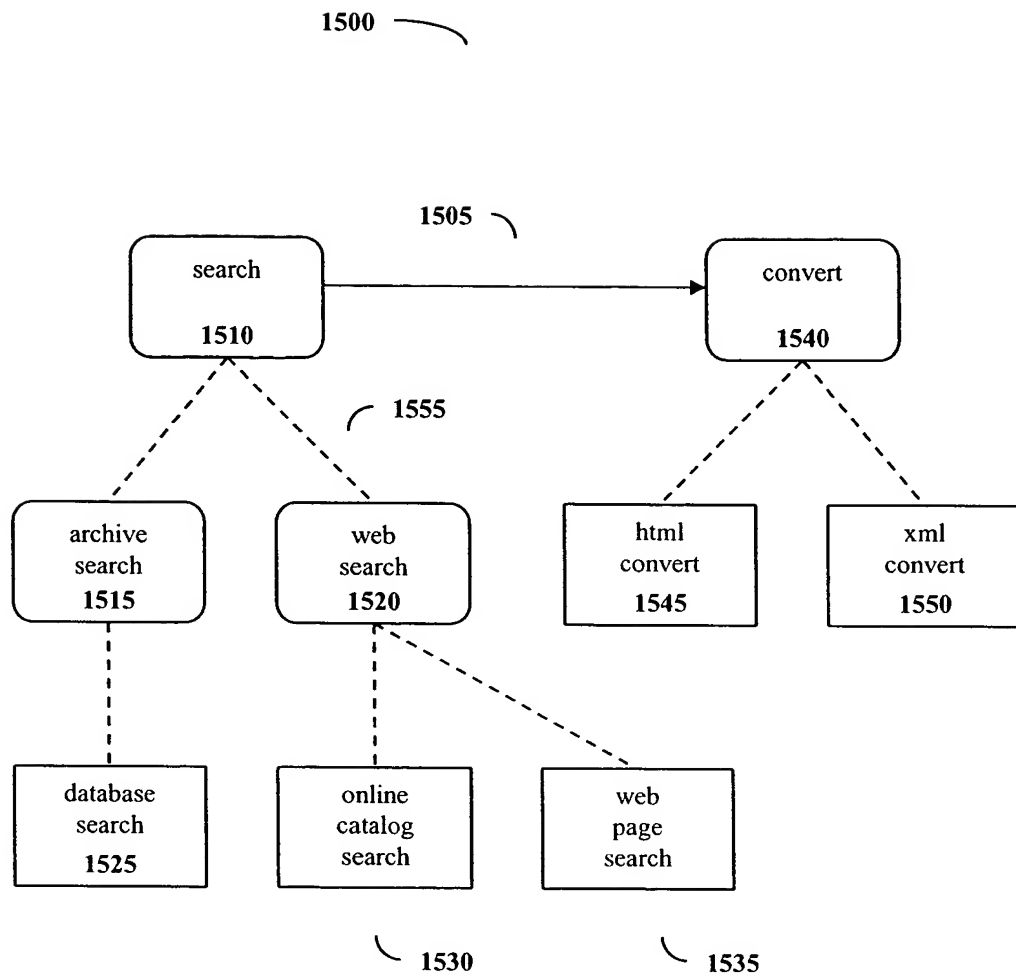 1500
1505
search
1510
convert
1540
1555
archive
search
1515
web
search
1520
html
convert
1545
xml
convert
1550
database
search
1525
online
catalog
search
web
page
search
1530
1535